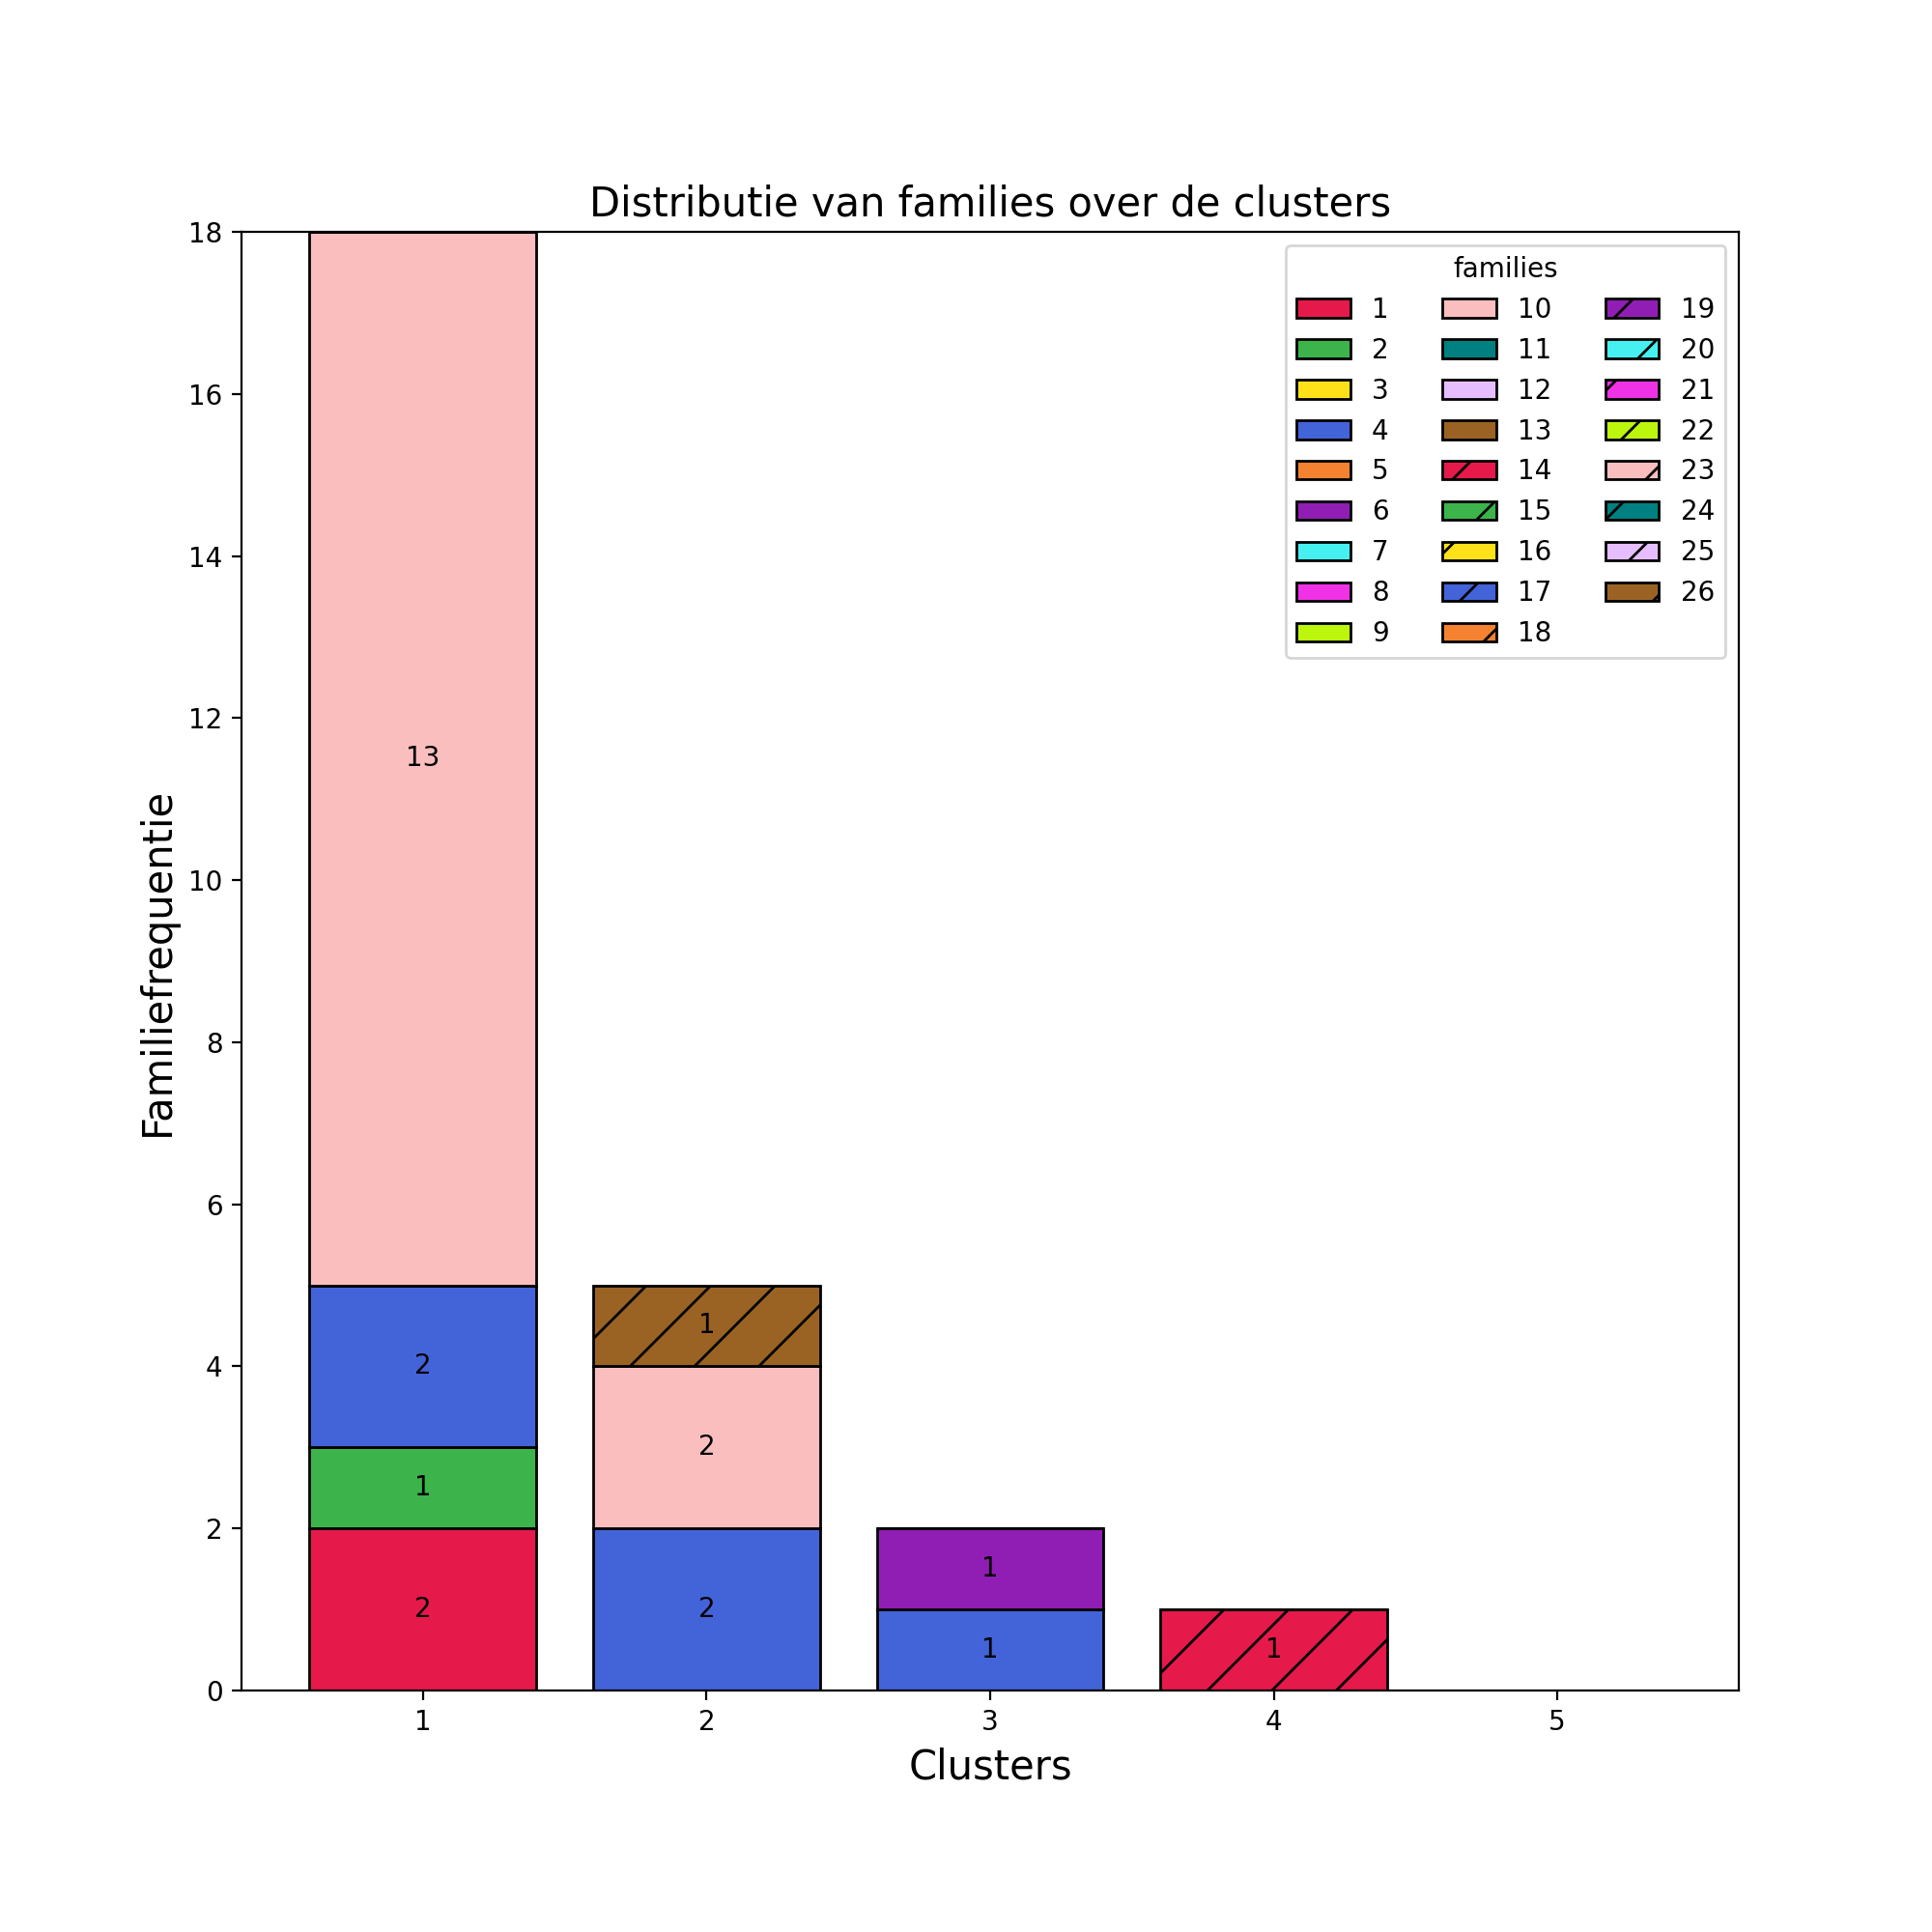 Distributie van families over de clusters
18
16
14
12
10
8
6
4
2
0
Familiefrequentie
families
1 10 19
2 11 20
3 12 21
4 13 22
5 14 23
6 15 24
7 16 25
8 17 26
9 18
13
2
1
2
1
2
2
1
1
1
1 2 3 4 5
Clusters